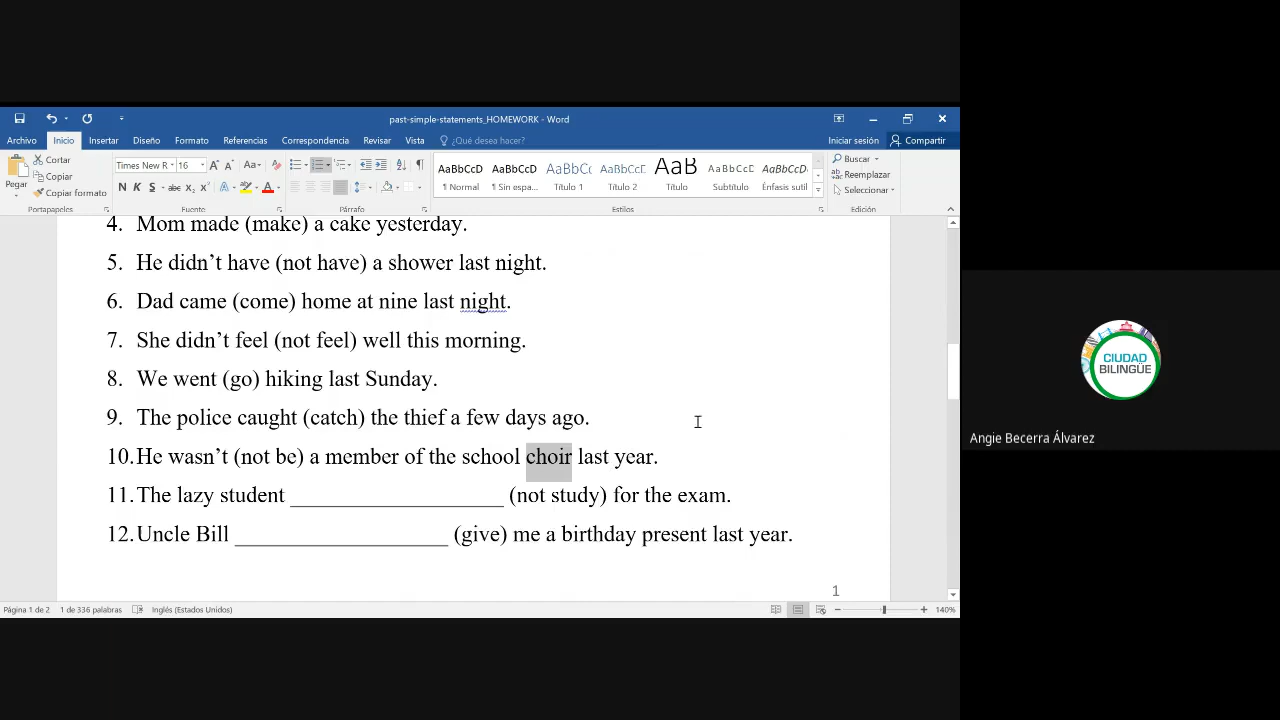 past-simple-statements_HOMEWORK - Word
Archivo Inicio Insertar Diseño Formato Referencias Correspondencia Revisar Vista ¿Qué desea hacer? Iniciar sesión Compartir
Pegar Cortar Copiar Copiar formato
Times New R 16 Aa
N K S abc X₂ X²
AaBbCcD AaBbCcD AaBbCc AaBbCcC AaB AaBbCcC AaBbCcD
¶ Normal ¶ Sin espa... Título 1 Título 2 Título Subtítulo Énfasis sutil
Buscar
Reemplazar
Seleccionar
Portapapeles Fuente Párrafo Estilos Edición
4. Mom made (make) a cake yesterday.
5. He didn’t have (not have) a shower last night.
6. Dad came (come) home at nine last night.
7. She didn’t feel (not feel) well this morning.
8. We went (go) hiking last Sunday.
9. The police caught (catch) the thief a few days ago.
10. He wasn’t (not be) a member of the school choir last year.
11. The lazy student ____________________ (not study) for the exam.
12. Uncle Bill ____________________ (give) me a birthday present last year.
1
Página 1 de 2 1 de 336 palabras Inglés (Estados Unidos) 140%
CIUDAD
BILINGÜE
Angie Becerra Álvarez